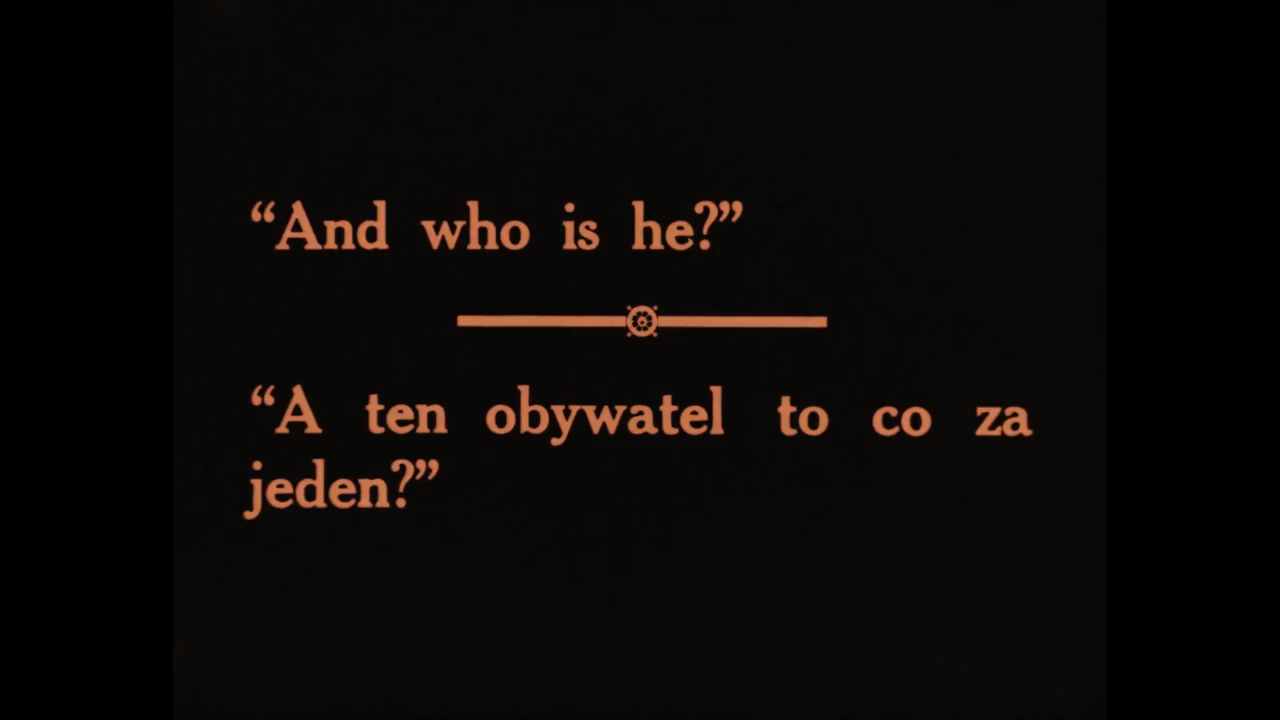 “And who is he?”
“A ten obywatel to co za
jeden?”